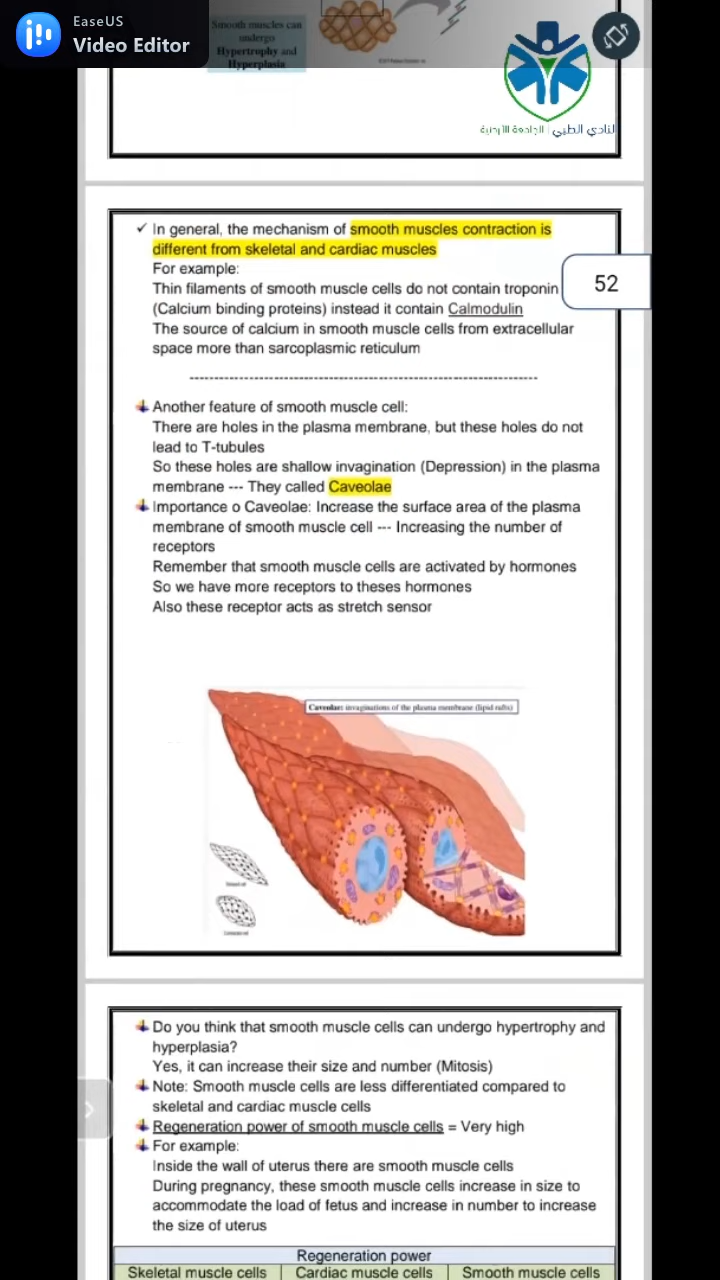 EaseUS
Video Editor
Smooth muscles can
undergo
Hypertrophy and
Hyperplasia
النادي الطبي | الجامعة الأردنية
✓ In general, the mechanism of smooth muscles contraction is
different from skeletal and cardiac muscles
For example:
Thin filaments of smooth muscle cells do not contain troponin
(Calcium binding proteins) instead it contain Calmodulin
The source of calcium in smooth muscle cells from extracellular
space more than sarcoplasmic reticulum
52
Another feature of smooth muscle cell:
There are holes in the plasma membrane, but these holes do not
lead to T-tubules
So these holes are shallow invagination (Depression) in the plasma
membrane --- They called Caveolae
Importance o Caveolae: Increase the surface area of the plasma
membrane of smooth muscle cell --- Increasing the number of
receptors
Remember that smooth muscle cells are activated by hormones
So we have more receptors to theses hormones
Also these receptor acts as stretch sensor
Caveolae: invaginations of the plasma membrane (lipid rafts)
Do you think that smooth muscle cells can undergo hypertrophy and
hyperplasia?
Yes, it can increase their size and number (Mitosis)
Note: Smooth muscle cells are less differentiated compared to
skeletal and cardiac muscle cells
Regeneration power of smooth muscle cells = Very high
For example:
Inside the wall of uterus there are smooth muscle cells
During pregnancy, these smooth muscle cells increase in size to
accommodate the load of fetus and increase in number to increase
the size of uterus
Regeneration power
Skeletal muscle cells Cardiac muscle cells Smooth muscle cells